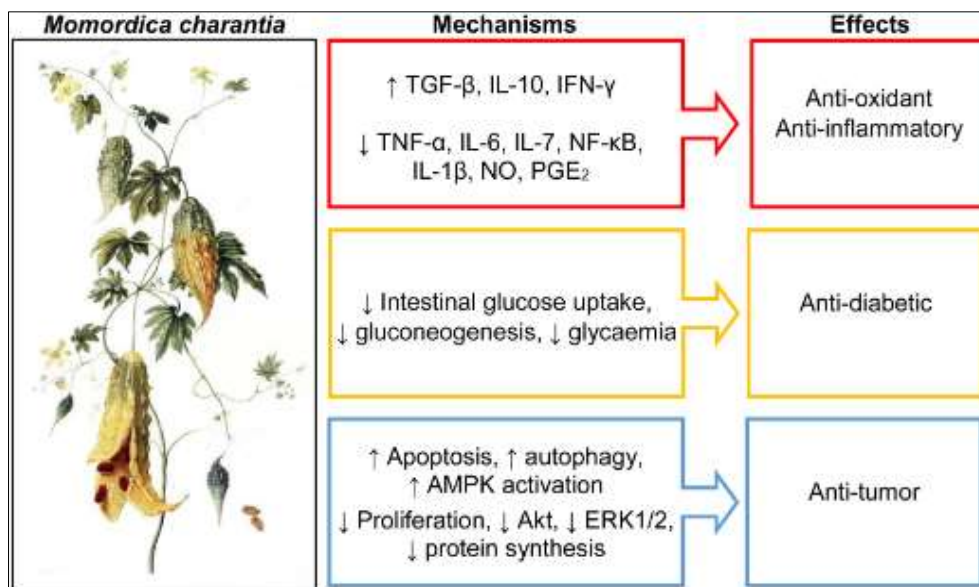 Momordica charantia
Mechanisms
Effects
↑ TGF-β, IL-10, IFN-γ
↓ TNF-α, IL-6, IL-7, NF-κB,
IL-1β, NO, PGE₂
Anti-oxidant
Anti-inflammatory
↓ Intestinal glucose uptake,
↓ gluconeogenesis, ↓ glycaemia
Anti-diabetic
↑ Apoptosis, ↑ autophagy,
↑ AMPK activation
↓ Proliferation, ↓ Akt, ↓ ERK1/2,
↓ protein synthesis
Anti-tumor